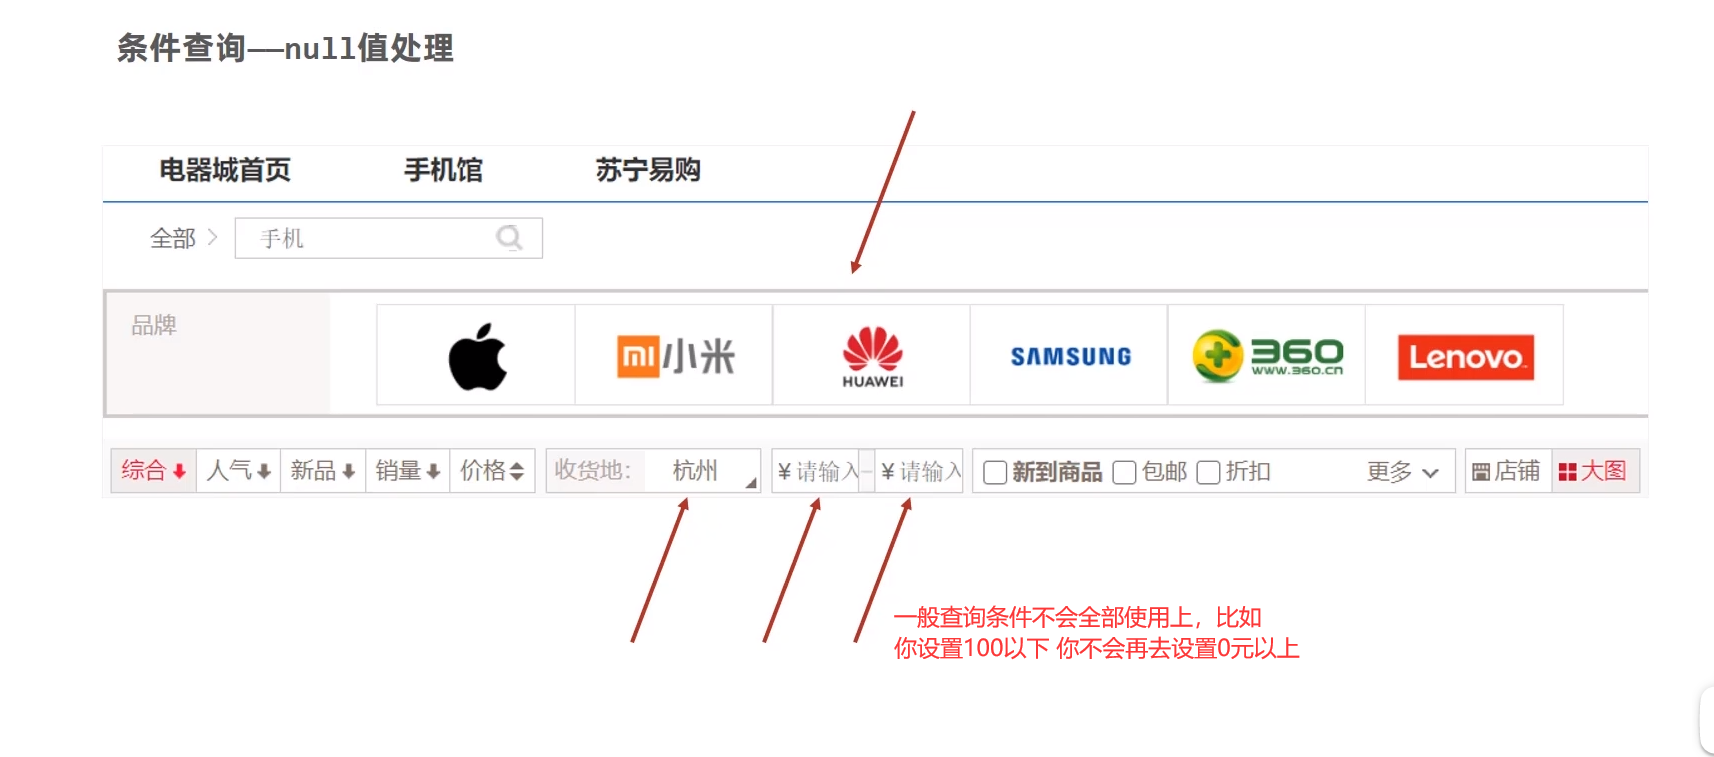 条件查询——null值处理
电器城首页 手机馆 苏宁易购
全部 手机
品牌
mi小米 HUAWEI SAMSUNG 360 www.360.cn Lenovo
综合 人气 新品 销量 价格 收货地： 杭州 ¥请输入-¥请输入 新到商品 包邮 折扣 更多 店铺 大图
一般查询条件不会全部使用上，比如
你设置100以下 你不会再去设置0元以上